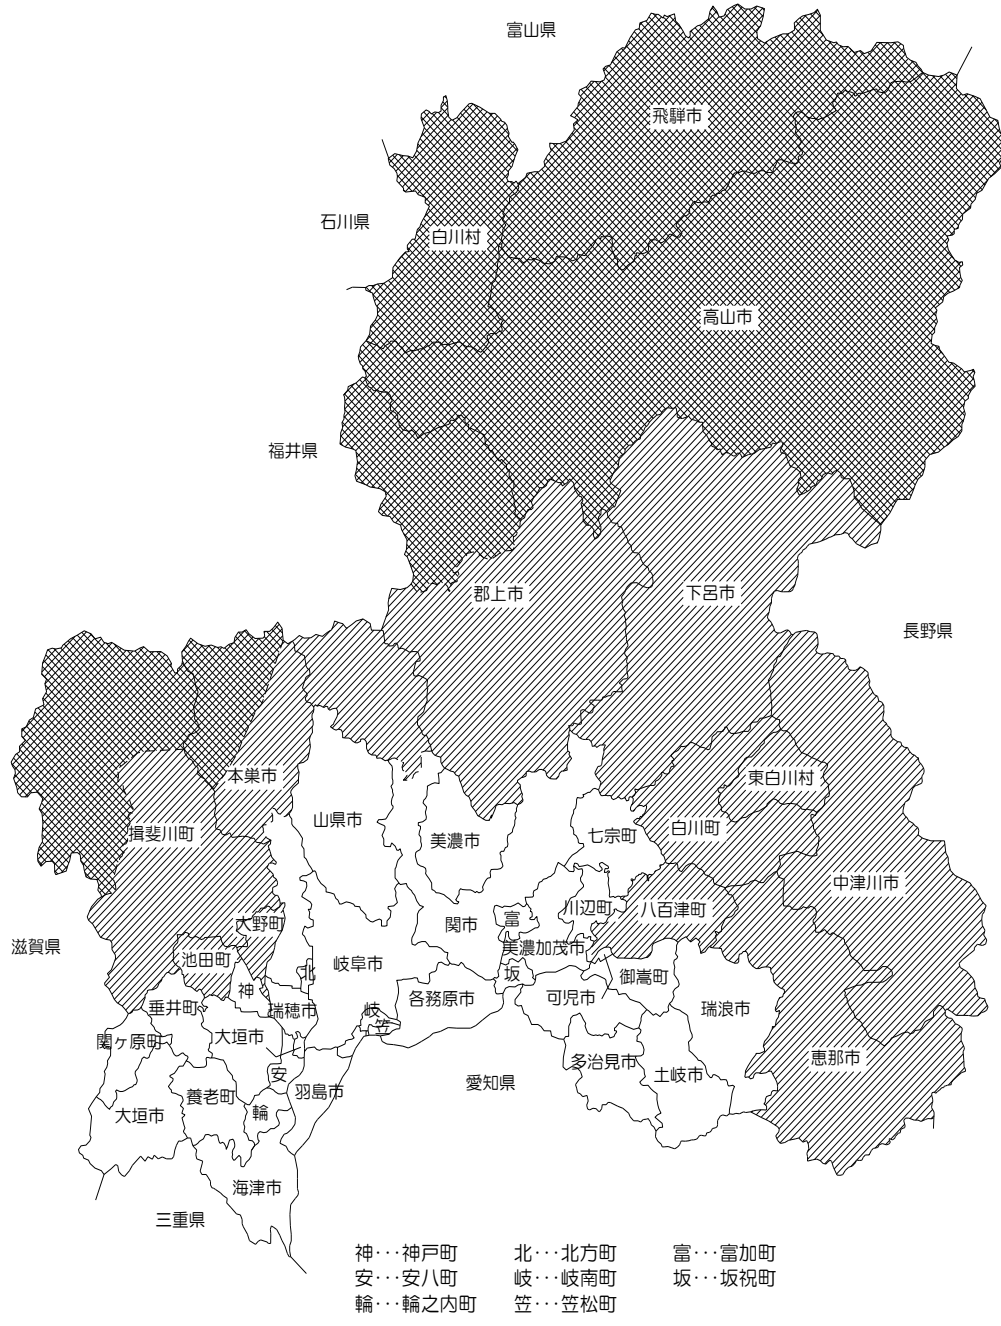 富山県
飛騨市
石川県
白川村
高山市
福井県
郡上市
下呂市
長野県
本巣市
東白川村
山県市
揖斐川町
美濃市
七宗町
白川町
中津川市
大野町
関市
富
川辺町
八百津町
滋賀県
池田町
美濃加茂市
岐阜市
北
坂
御嵩町
神
各務原市
可児市
垂井町
瑞穂市
岐
瑞浪市
笠
関ヶ原町
大垣市
恵那市
多治見市
安
土岐市
愛知県
羽島市
養老町
大垣市
輪
海津市
三重県
神･･･神戸町 北･･･北方町 富･･･富加町
安･･･安八町 岐･･･岐南町 坂･･･坂祝町
輪･･･輪之内町 笠･･･笠松町